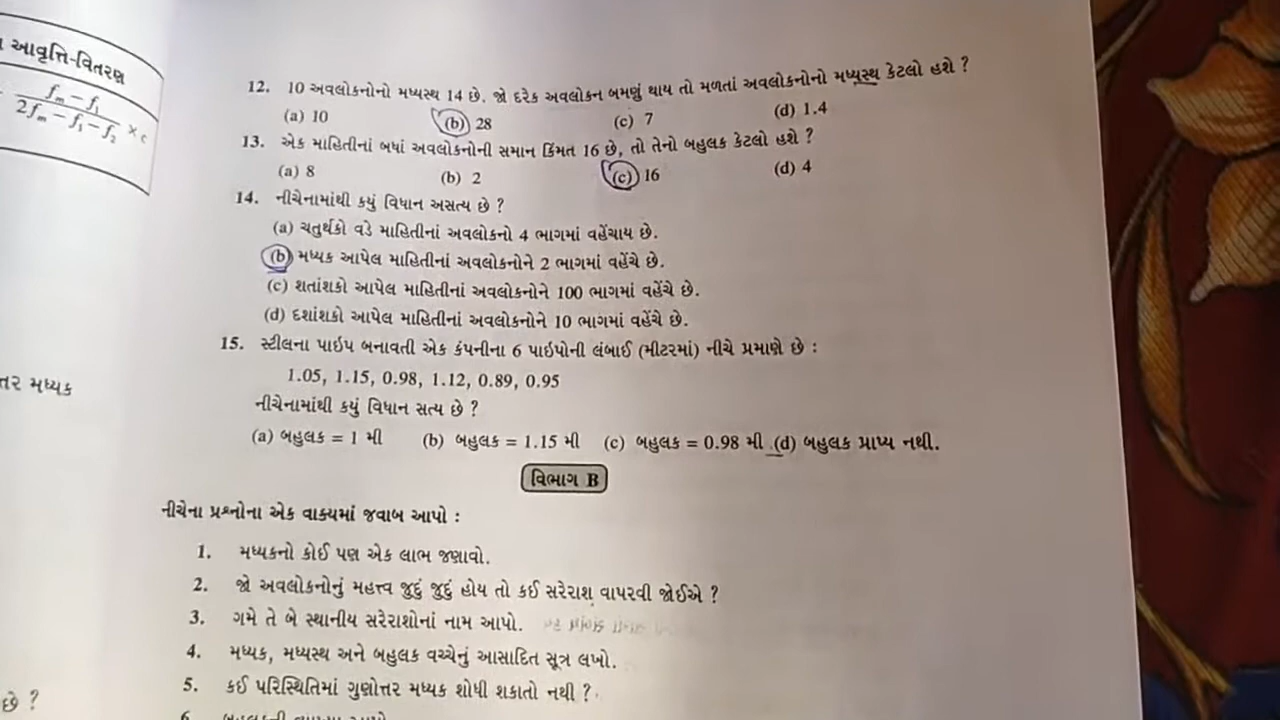 આવૃત્તિ-વિતરણ
fₘ − f₁
2fₘ − f₁ − f₂ × c
12. 10 અવલોકનોનો મધ્યસ્થ 14 છે. જો દરેક અવલોકન બમણું થાય તો મળતાં અવલોકનોનો મધ્યસ્થ કેટલો હશે ?
(a) 10 (b) 28 (c) 7 (d) 1.4
13. એક માહિતીનાં બધાં અવલોકનોની સમાન કિંમત 16 છે, તો તેનો બહુલક કેટલો હશે ?
(a) 8 (b) 2 (c) 16 (d) 4
14. નીચેનામાંથી કયું વિધાન અસત્ય છે ?
(a) ચતુર્થકો વડે માહિતીનાં અવલોકનો 4 ભાગમાં વહેંચાય છે.
(b) મધ્યક આપેલ માહિતીનાં અવલોકનોને 2 ભાગમાં વહેંચે છે.
(c) શતાંશકો આપેલ માહિતીનાં અવલોકનોને 100 ભાગમાં વહેંચે છે.
(d) દશાંશકો આપેલ માહિતીનાં અવલોકનોને 10 ભાગમાં વહેંચે છે.
15. સ્ટીલના પાઇપ બનાવતી એક કંપનીના 6 પાઇપોની લંબાઈ (મીટરમાં) નીચે પ્રમાણે છે :
1.05, 1.15, 0.98, 1.12, 0.89, 0.95
નીચેનામાંથી કયું વિધાન સત્ય છે ?
(a) બહુલક = 1 મી (b) બહુલક = 1.15 મી (c) બહુલક = 0.98 મી (d) બહુલક પ્રાપ્ય નથી.
વિભાગ B
નીચેના પ્રશ્નોના એક વાક્યમાં જવાબ આપો :
1. મધ્યકનો કોઈ પણ એક લાભ જણાવો.
2. જો અવલોકનોનું મહત્ત્વ જુદું જુદું હોય તો કઈ સરેરાશ વાપરવી જોઈએ ?
3. ગમે તે બે સ્થાનીય સરેરાશોનાં નામ આપો.
4. મધ્યક, મધ્યસ્થ અને બહુલક વચ્ચેનું આસાદિત સૂત્ર લખો.
5. કઈ પરિસ્થિતિમાં ગુણોત્તર મધ્યક શોધી શકાતો નથી ?
6.
મધ્યક
છે ?